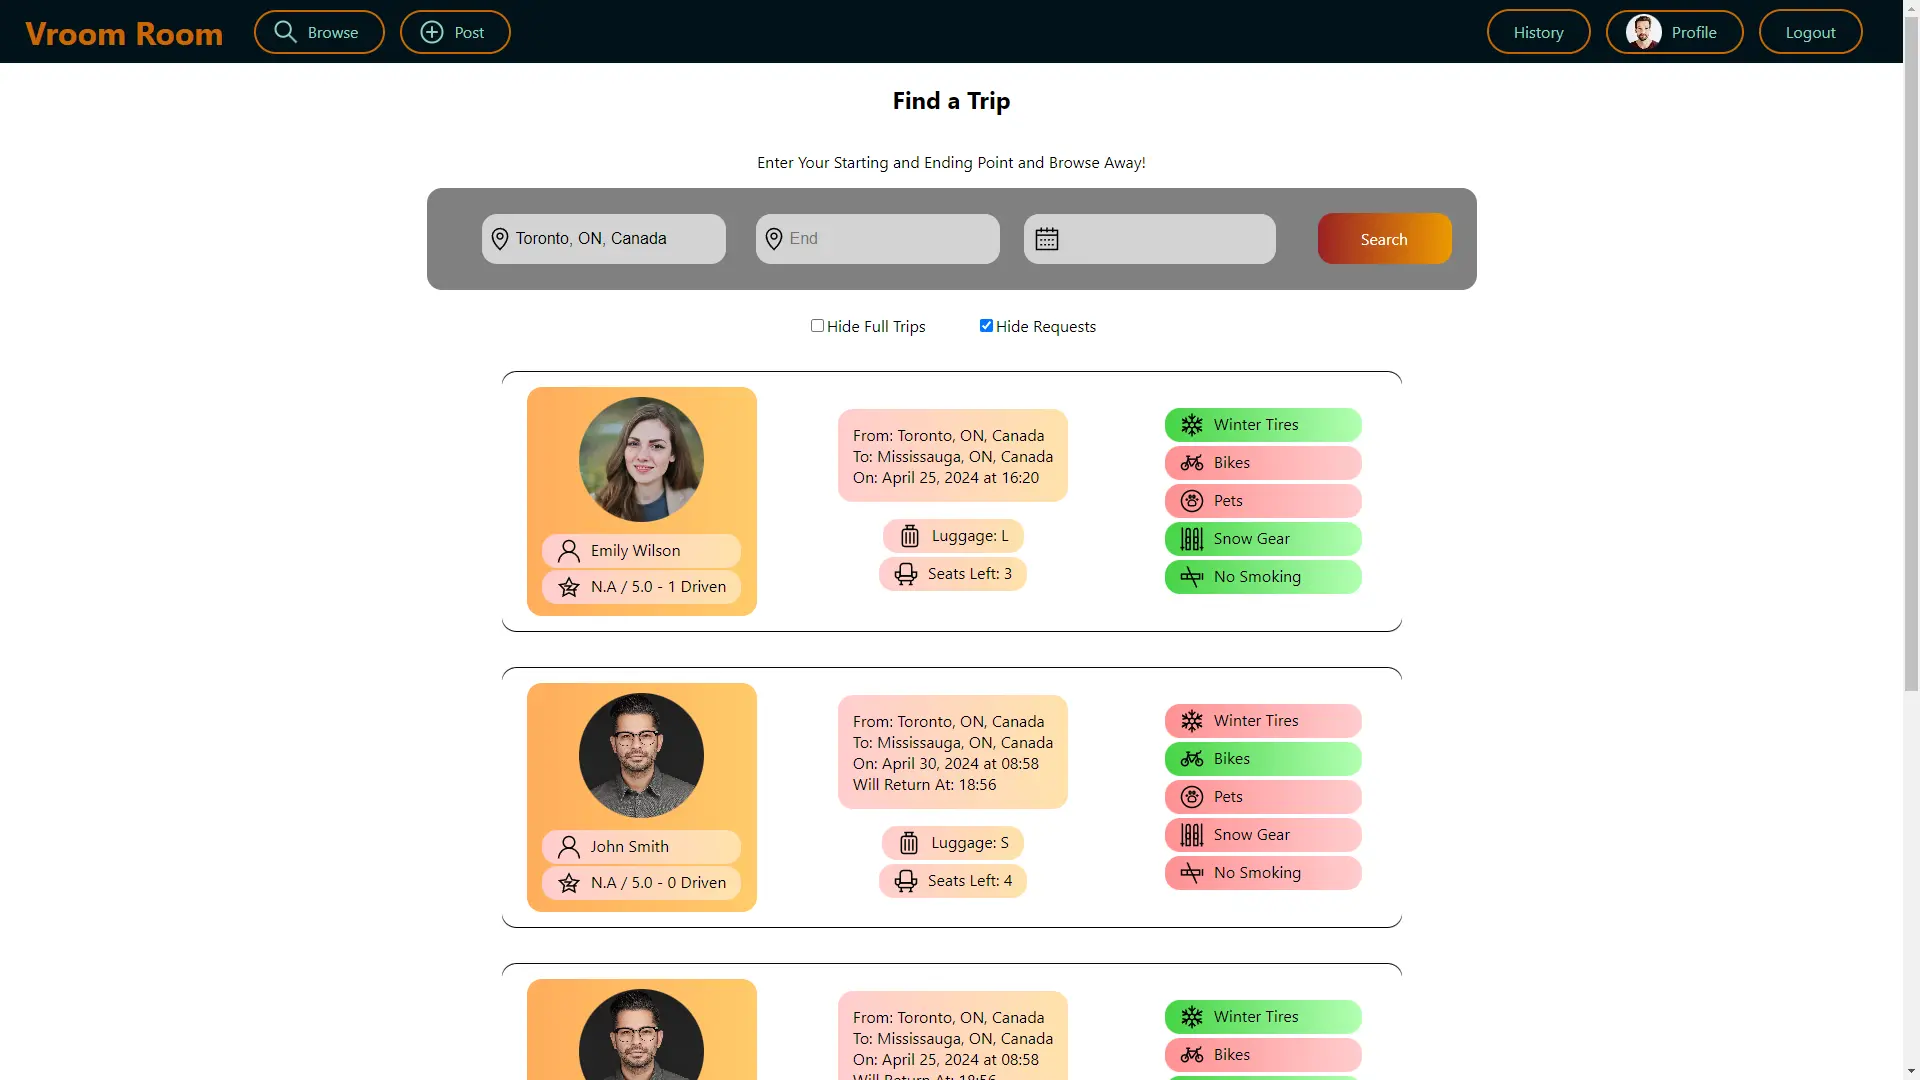 Vroom Room
Browse
Post
History
Profile
Logout
Find a Trip
Enter Your Starting and Ending Point and Browse Away!
Toronto, ON, Canada
End
Search
Hide Full Trips
Hide Requests
Emily Wilson
N.A / 5.0 - 1 Driven
From: Toronto, ON, Canada
To: Mississauga, ON, Canada
On: April 25, 2024 at 16:20
Luggage: L
Seats Left: 3
Winter Tires
Bikes
Pets
Snow Gear
No Smoking
John Smith
N.A / 5.0 - 0 Driven
From: Toronto, ON, Canada
To: Mississauga, ON, Canada
On: April 30, 2024 at 08:58
Will Return At: 18:56
Luggage: S
Seats Left: 4
Winter Tires
Bikes
Pets
Snow Gear
No Smoking
From: Toronto, ON, Canada
To: Mississauga, ON, Canada
On: April 25, 2024 at 08:58
Will Return At: 18:56
Winter Tires
Bikes